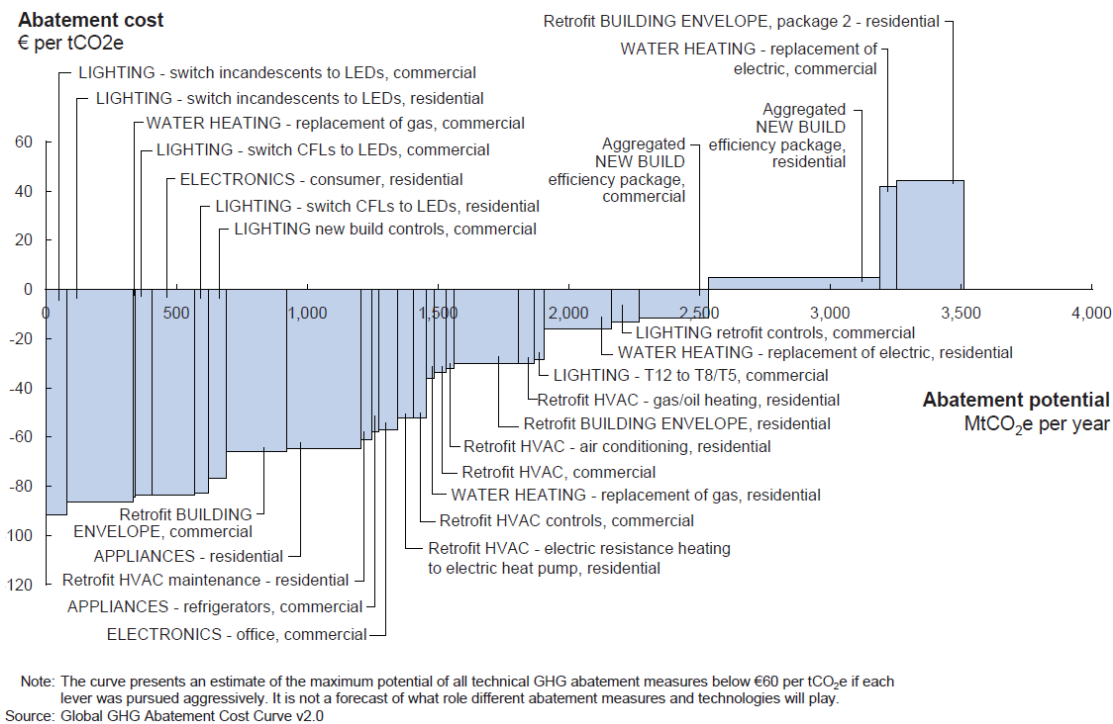 Abatement cost
€ per tCO2e
Retrofit BUILDING ENVELOPE, package 2 - residential
WATER HEATING - replacement of
electric, commercial
LIGHTING - switch incandescents to LEDs, commercial
LIGHTING - switch incandescents to LEDs, residential
WATER HEATING - replacement of gas, commercial
LIGHTING - switch CFLs to LEDs, commercial
ELECTRONICS - consumer, residential
LIGHTING - switch CFLs to LEDs, residential
LIGHTING new build controls, commercial
Aggregated
NEW BUILD
efficiency package,
commercial
Aggregated
NEW BUILD
efficiency package,
residential
60
40
20
0
-20
-40
-60
-80
100
120
0
500
1,000
1,500
2,000
2,500
3,000
3,500
4,000
LIGHTING retrofit controls, commercial
WATER HEATING - replacement of electric, residential
LIGHTING - T12 to T8/T5, commercial
Retrofit HVAC - gas/oil heating, residential
Retrofit BUILDING ENVELOPE, residential
Retrofit HVAC - air conditioning, residential
Retrofit HVAC, commercial
WATER HEATING - replacement of gas, residential
Retrofit HVAC controls, commercial
Retrofit HVAC - electric resistance heating
to electric heat pump, residential
Abatement potential
MtCO₂e per year
Retrofit BUILDING
ENVELOPE, commercial
APPLIANCES - residential
Retrofit HVAC maintenance - residential
APPLIANCES - refrigerators, commercial
ELECTRONICS - office, commercial
Note: The curve presents an estimate of the maximum potential of all technical GHG abatement measures below €60 per tCO₂e if each
lever was pursued aggressively. It is not a forecast of what role different abatement measures and technologies will play.
Source: Global GHG Abatement Cost Curve v2.0